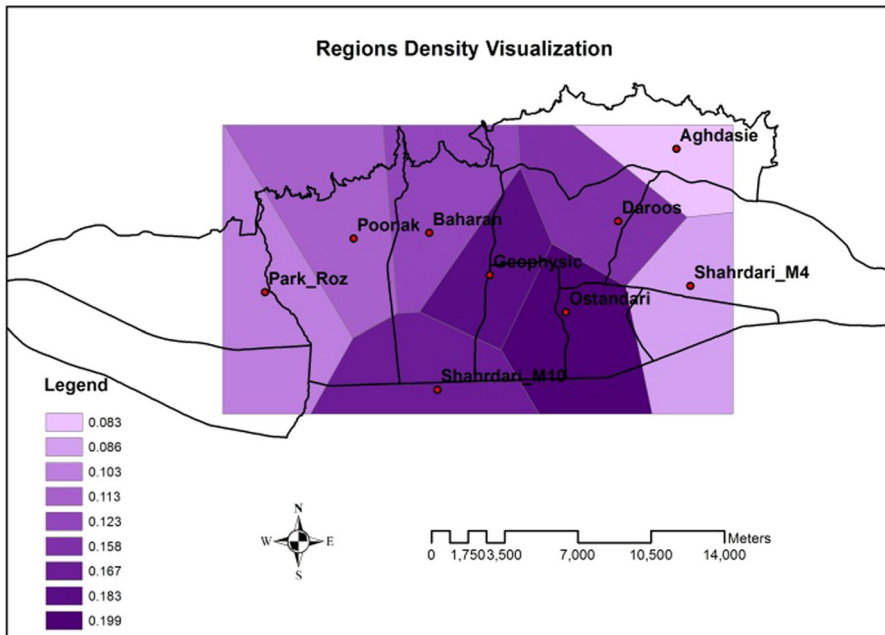 Regions Density Visualization
Aghdasie
Daroos
Poonak
Baharan
Geophysic
Shahrdari_M4
Park_Roz
Ostandari
Shahrdari_M10
Legend
0.083
0.086
0.103
0.113
0.123
0.158
0.167
0.183
0.199
N
W E
S
Meters
0 1,750 3,500 7,000 10,500 14,000